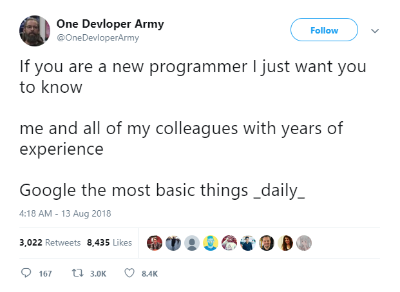 One Devloper Army
@OneDevloperArmy
Follow
If you are a new programmer I just want you
to know
me and all of my colleagues with years of
experience
Google the most basic things _daily_
4:18 AM - 13 Aug 2018
3,022 Retweets 8,435 Likes
167 3.0K 8.4K